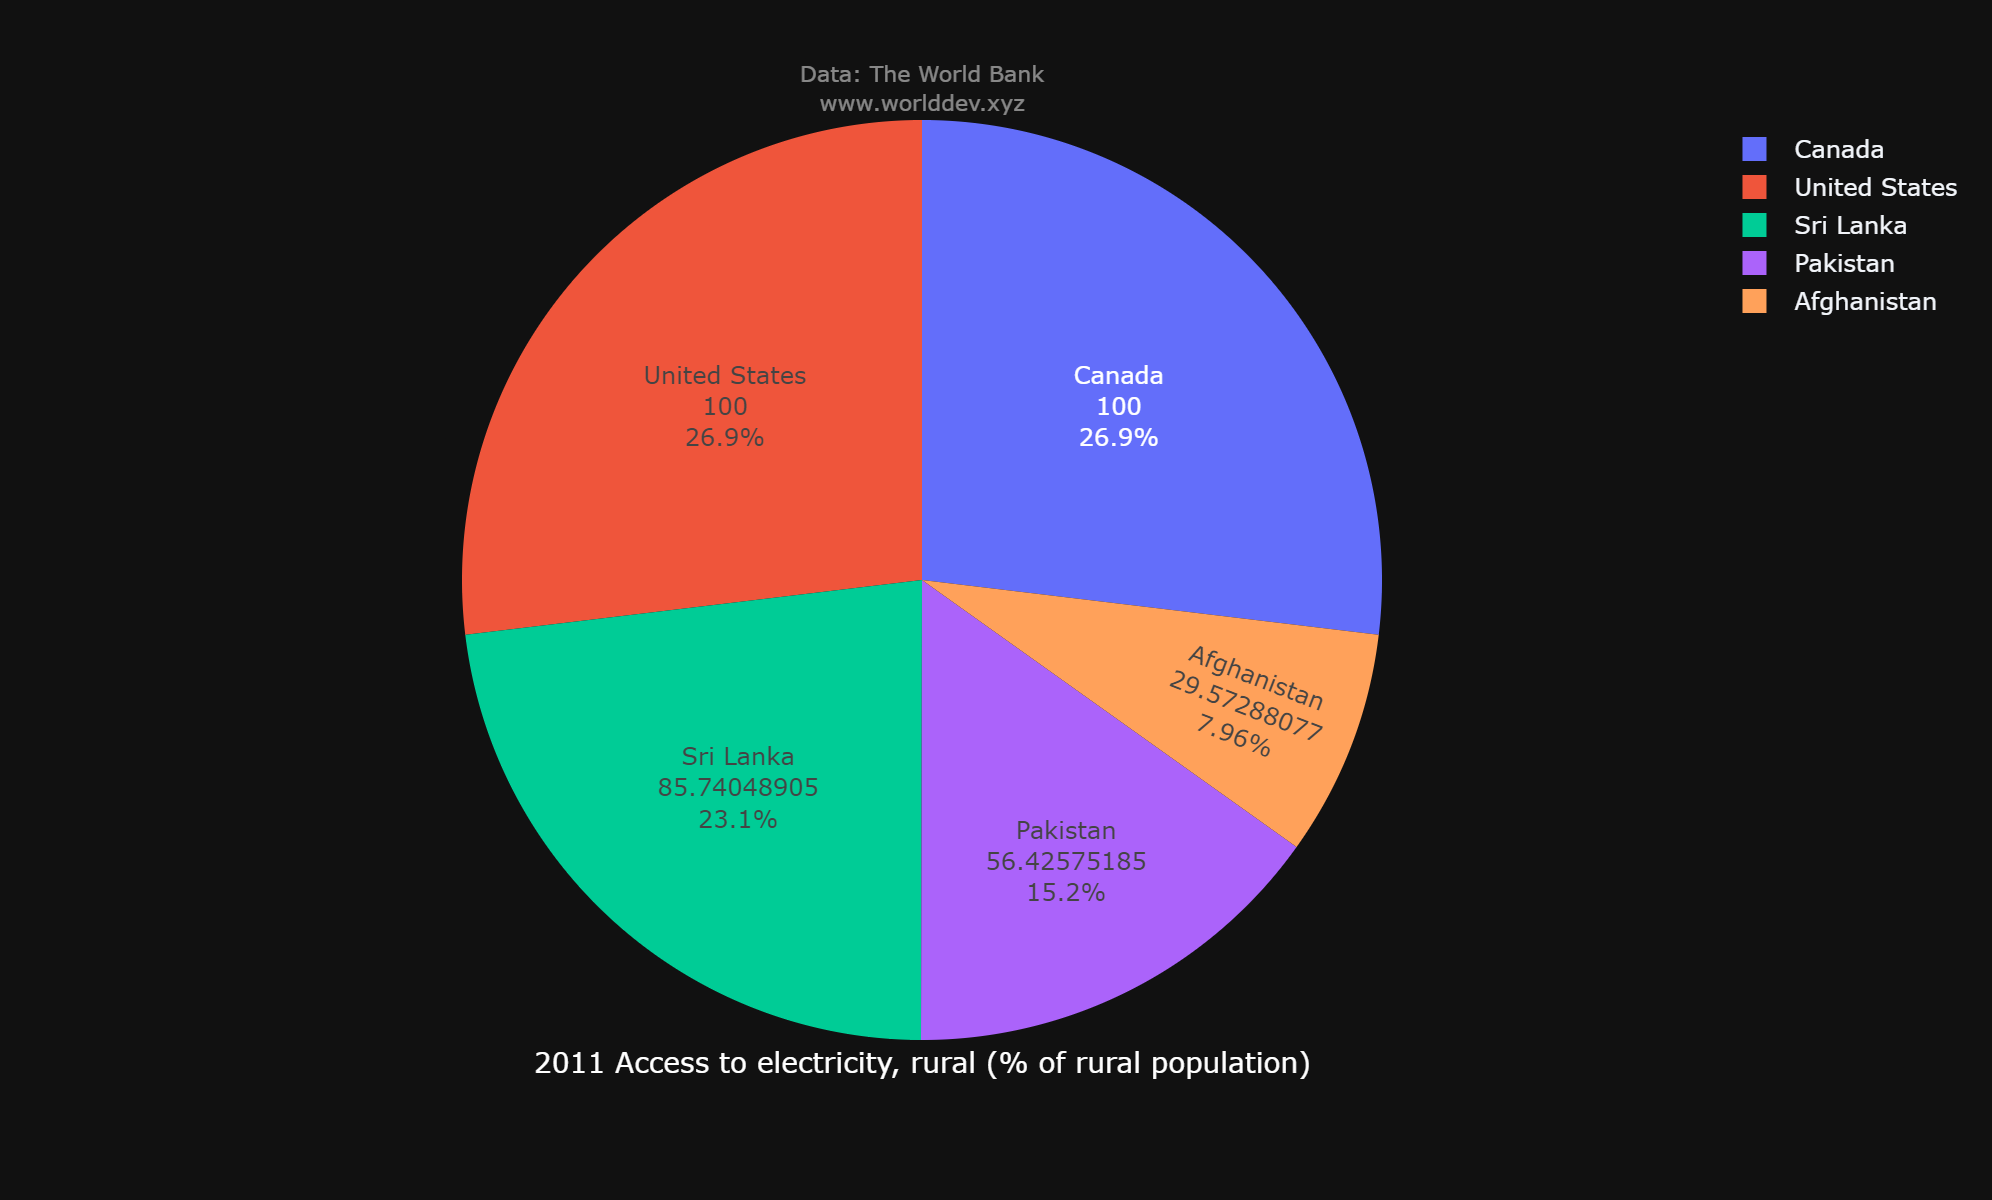 Data: The World Bank
www.worlddev.xyz
Canada
United States
Sri Lanka
Pakistan
Afghanistan
United States
100
26.9%
Canada
100
26.9%
Afghanistan
29.57288077
7.96%
Sri Lanka
85.74048905
23.1%
Pakistan
56.42575185
15.2%
2011 Access to electricity, rural (% of rural population)